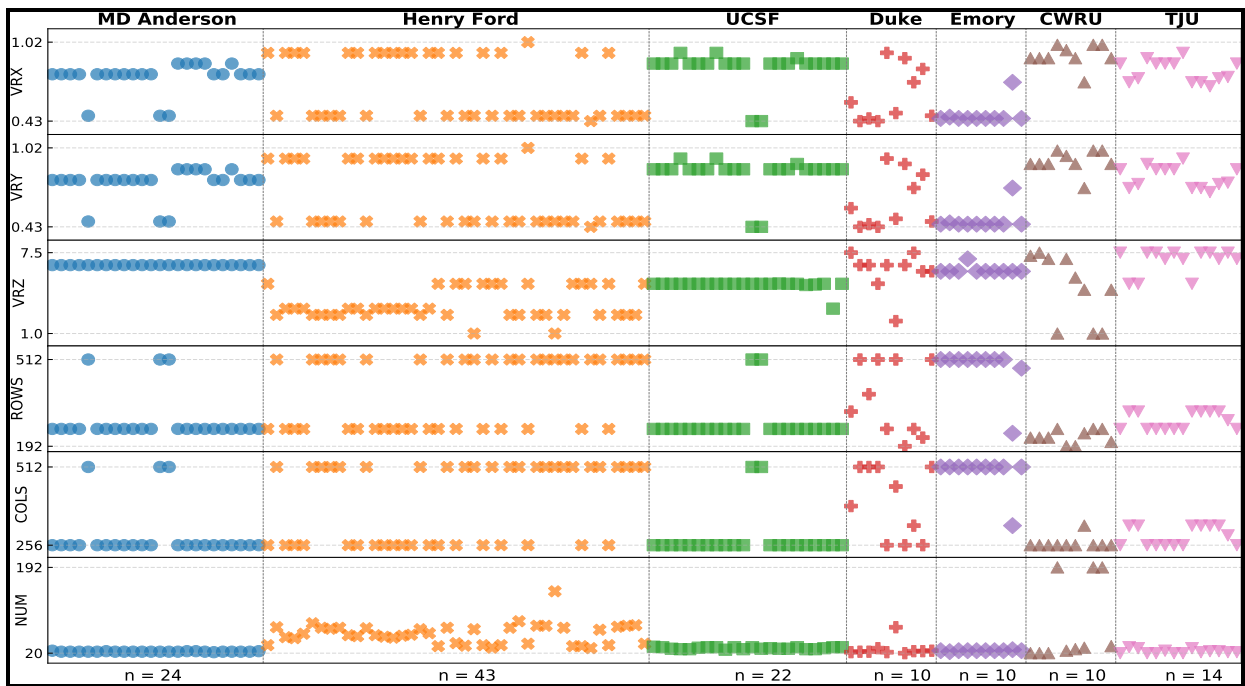 MD Anderson Henry Ford UCSF Duke Emory CWRU TJU
1.02
VRX
0.43
1.02
VRY
0.43
7.5
VRZ
1.0
512
ROWS
192
512
COLS
256
192
NUM
20
n = 24 n = 43 n = 22 n = 10 n = 10 n = 10 n = 14